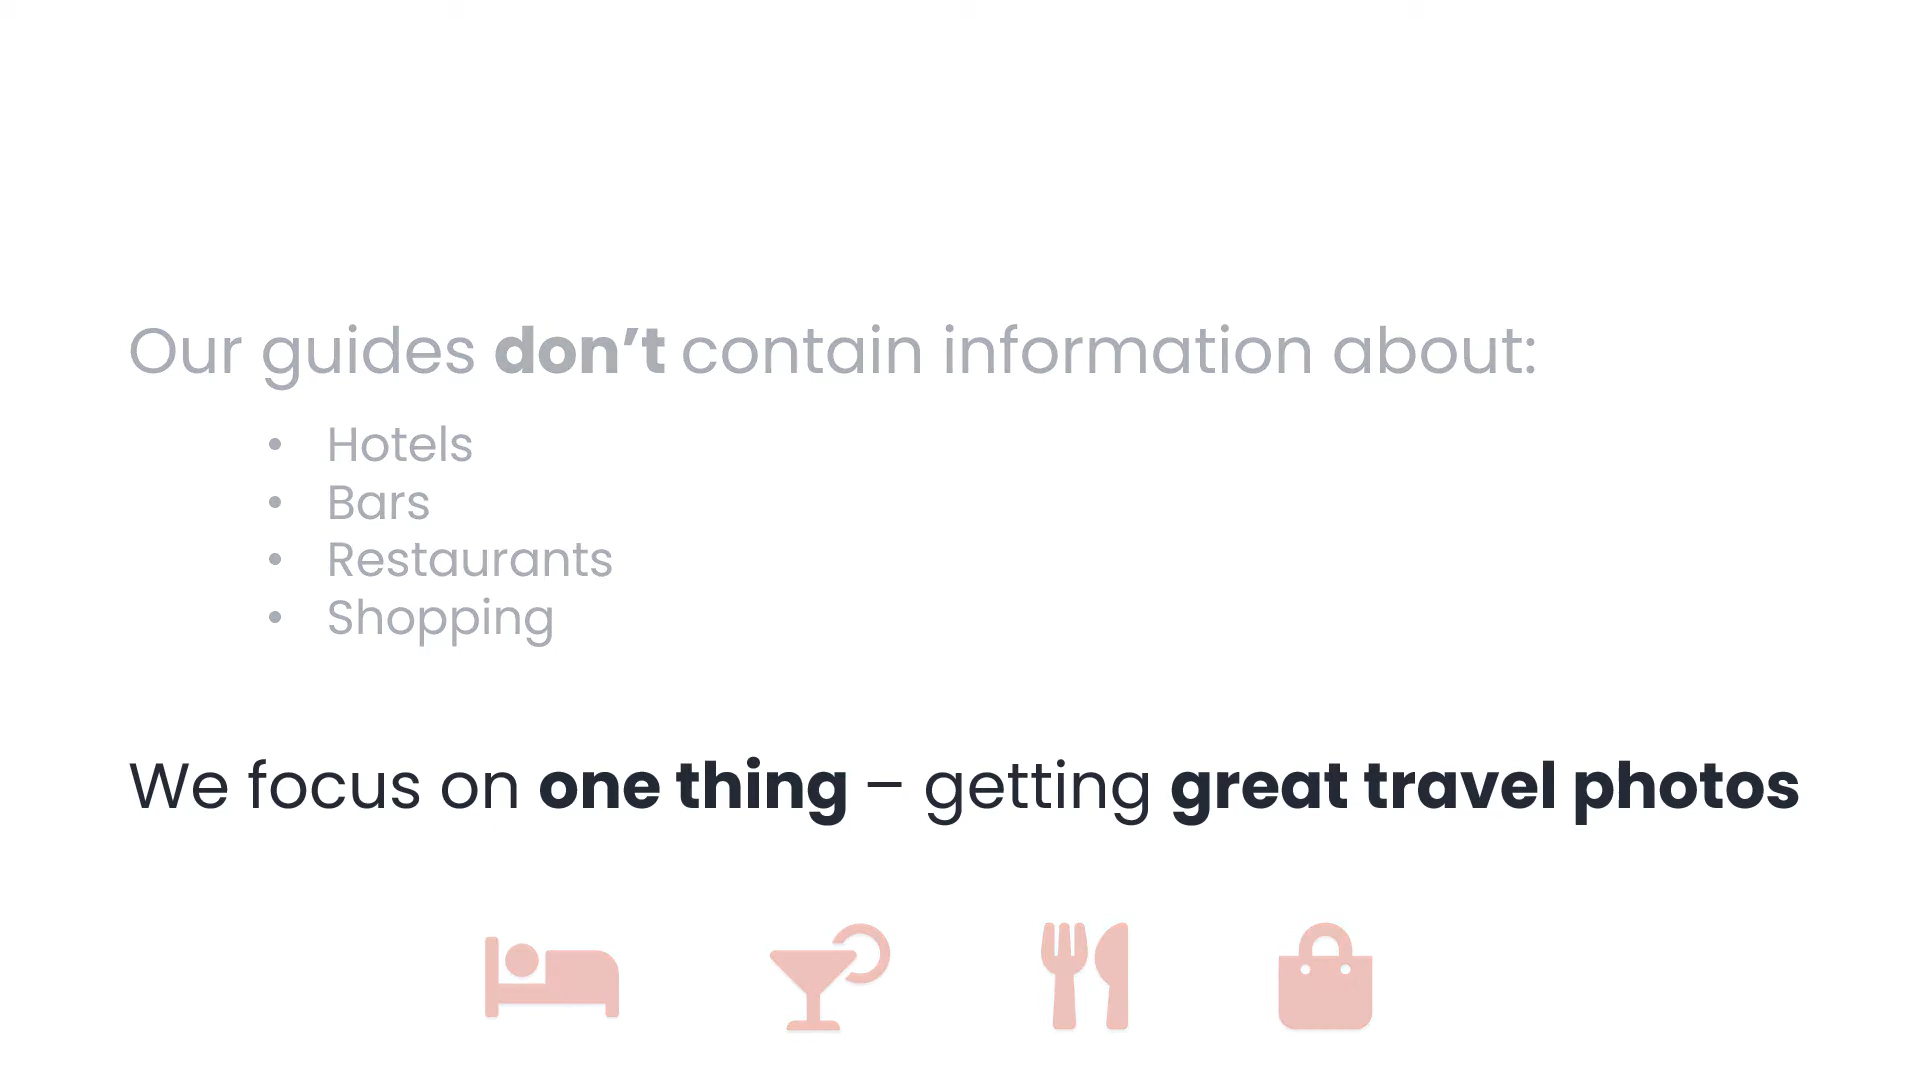 Our guides don’t contain information about:
• Hotels
• Bars
• Restaurants
• Shopping
We focus on one thing – getting great travel photos